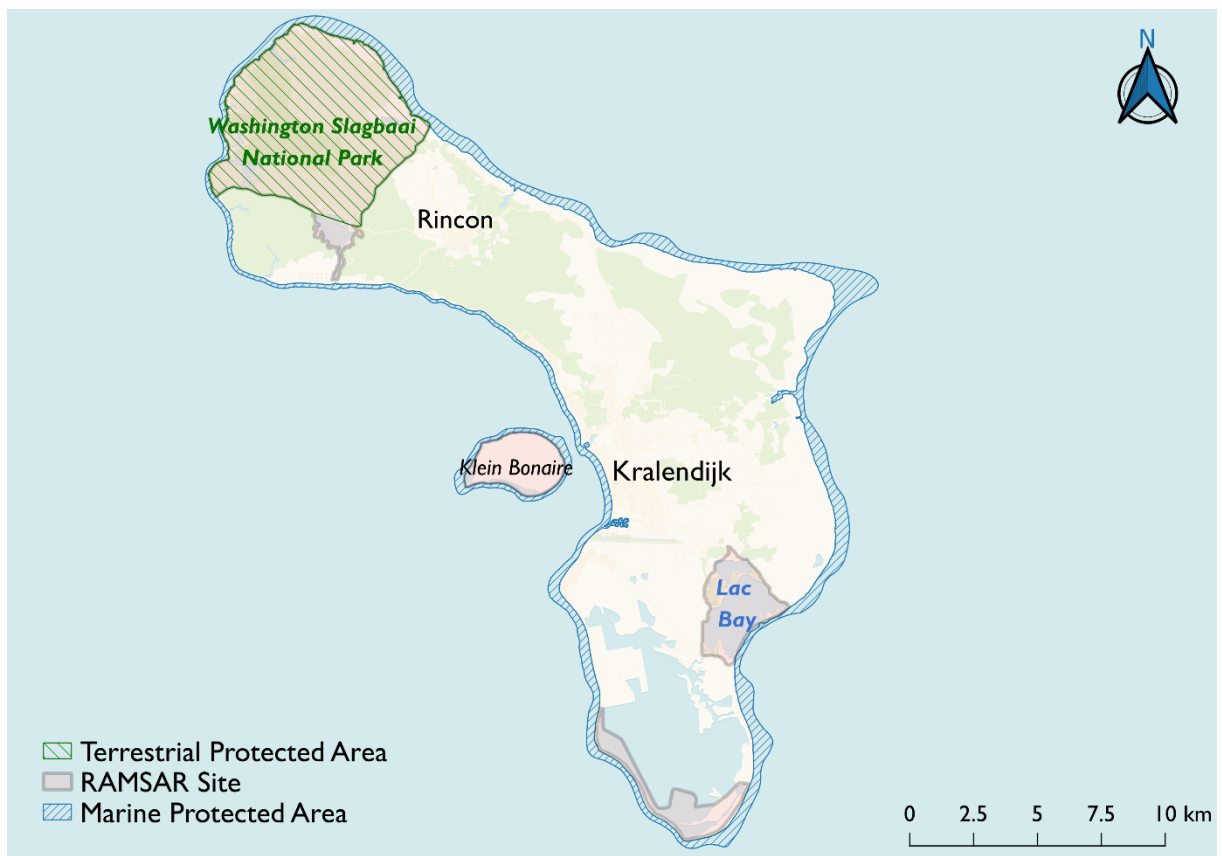 N
Washington Slagbaai
National Park
Rincon
Klein Bonaire
Kralendijk
Lac
Bay
Terrestrial Protected Area
RAMSAR Site
Marine Protected Area
0 2.5 5 7.5 10 km